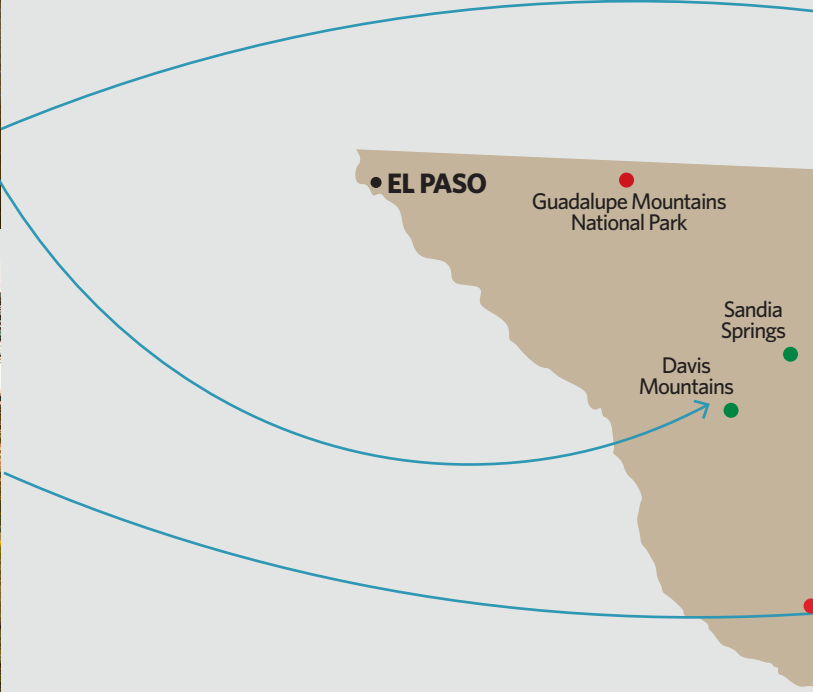 EL PASO
Guadalupe Mountains
National Park
Sandia
Springs
Davis
Mountains